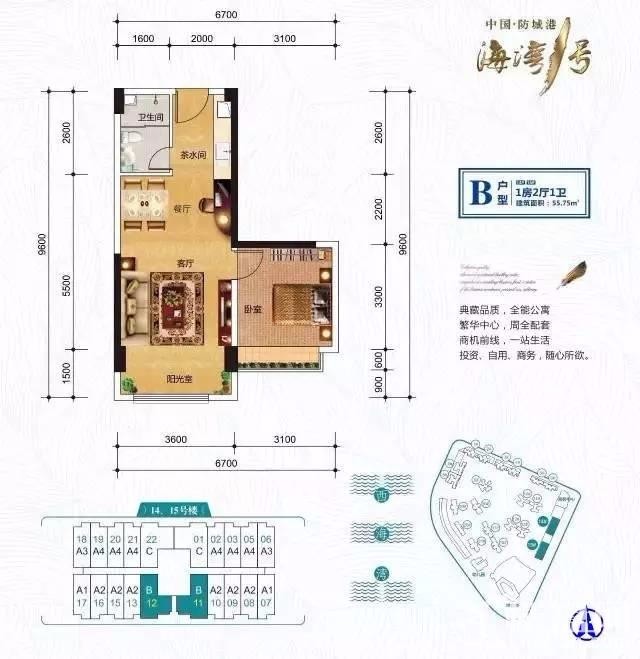 中国·防城港
海湾1号
6700
1600 2000 3100
2600
2200
3300
600
900
9600
2600
5500
1500
9600
卫生间
茶水间
餐厅
客厅
卧室
阳光室
3600 3100
6700
B 户型
1房2厅1卫
建筑面积：55.75㎡
典藏品质，全能公寓
繁华中心，周全配套
商机前线，一站生活
投资、自用、商务，随心所欲。
14、15号楼
18 19 20 21 22 01 02 03 05 06
A3 A4 A4 A4 C C A4 A4 A4 A3
A1 A2 A2 A2 B B A2 A2 A2 A1
17 16 15 13 12 11 10 09 08 07
西
海
湾